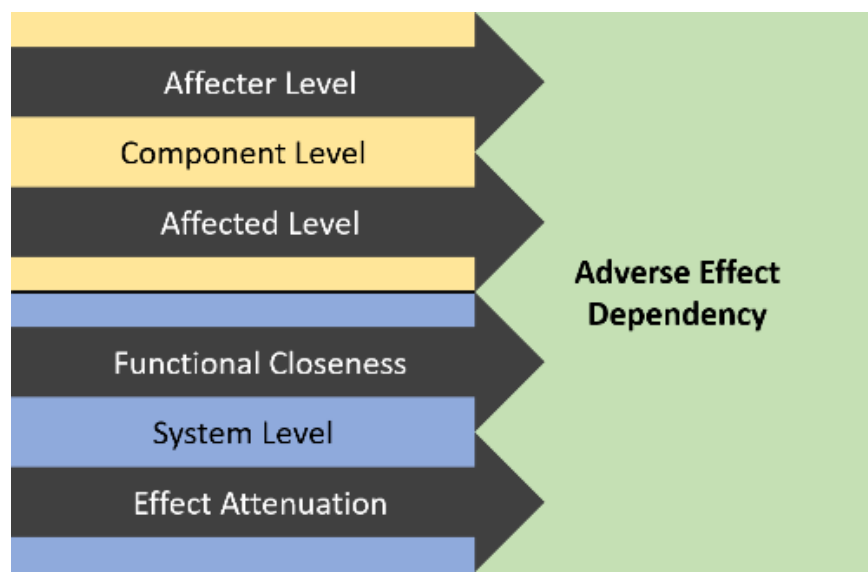 Affecter Level
Component Level
Affected Level
Adverse Effect
Dependency
Functional Closeness
System Level
Effect Attenuation